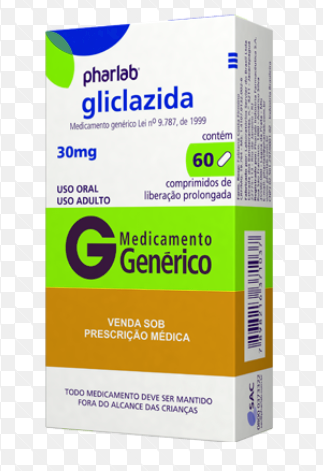 pharlab
gliclazida
Medicamento genérico Lei nº 9.787, de 1999
30mg
contém
60
comprimidos de
liberação prolongada
USO ORAL
USO ADULTO
G Medicamento
Genérico
VENDA SOB
PRESCRIÇÃO MÉDICA
TODO MEDICAMENTO DEVE SER MANTIDO
FORA DO ALCANCE DAS CRIANÇAS
SAC